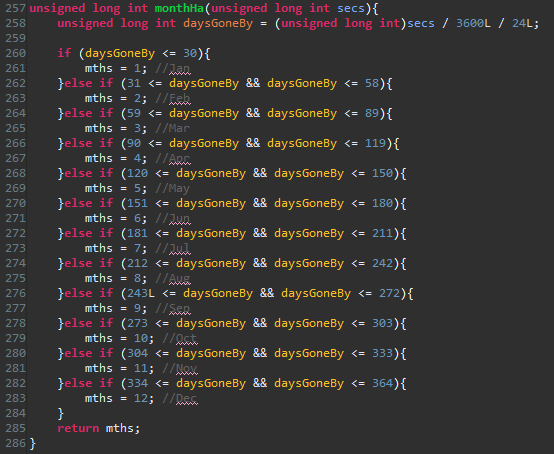 257 unsigned long int monthHa(unsigned long int secs){
258     unsigned long int daysGoneBy = (unsigned long int)secs / 3600L / 24L;
259
260     if (daysGoneBy <= 30){
261         mths = 1; //Jan
262     }else if (31 <= daysGoneBy && daysGoneBy <= 58){
263         mths = 2; //Feb
264     }else if (59 <= daysGoneBy && daysGoneBy <= 89){
265         mths = 3; //Mar
266     }else if (90 <= daysGoneBy && daysGoneBy <= 119){
267         mths = 4; //Apr
268     }else if (120 <= daysGoneBy && daysGoneBy <= 150){
269         mths = 5; //May
270     }else if (151 <= daysGoneBy && daysGoneBy <= 180){
271         mths = 6; //Jun
272     }else if (181 <= daysGoneBy && daysGoneBy <= 211){
273         mths = 7; //Jul
274     }else if (212 <= daysGoneBy && daysGoneBy <= 242){
275         mths = 8; //Aug
276     }else if (243L <= daysGoneBy && daysGoneBy <= 272){
277         mths = 9; //Sen
278     }else if (273 <= daysGoneBy && daysGoneBy <= 303){
279         mths = 10; //Oct
280     }else if (304 <= daysGoneBy && daysGoneBy <= 333){
281         mths = 11; //Nov
282     }else if (334 <= daysGoneBy && daysGoneBy <= 364){
283         mths = 12; //Dec
284     }
285     return mths;
286 }